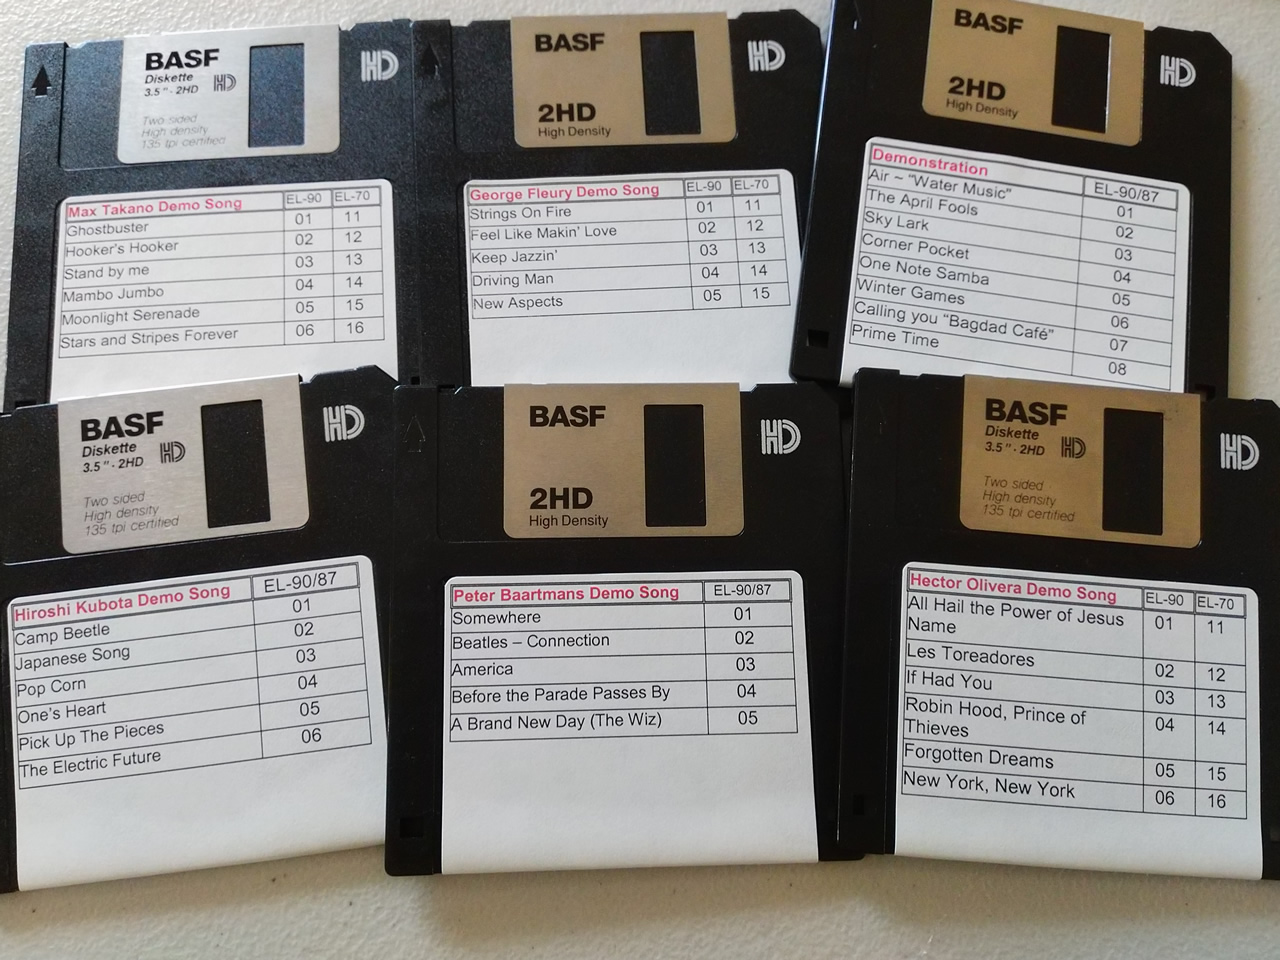 BASF
Diskette
3.5" · 2HD HD
Two sided
High density
135 tpi certified
HD
Max Takano Demo Song EL-90 EL-70
Ghostbuster 01 11
Hooker's Hooker 02 12
Stand by me 03 13
Mambo Jumbo 04 14
Moonlight Serenade 05 15
Stars and Stripes Forever 06 16
BASF
2HD
High Density
HD
George Fleury Demo Song EL-90 EL-70
Strings On Fire 01 11
Feel Like Makin' Love 02 12
Keep Jazzin' 03 13
Driving Man 04 14
New Aspects 05 15
BASF
2HD
High Density
HD
Demonstration EL-90/87
Air ~ "Water Music" 01
The April Fools 02
Sky Lark 03
Corner Pocket 04
One Note Samba 05
Winter Games 06
Calling you "Bagdad Café" 07
Prime Time 08
BASF
Diskette
3.5" · 2HD HD
Two sided
High density
135 tpi certified
HD
Hiroshi Kubota Demo Song EL-90/87
Camp Beetle 01
Japanese Song 02
Pop Corn 03
One's Heart 04
Pick Up The Pieces 05
The Electric Future 06
BASF
2HD
High Density
HD
Peter Baartmans Demo Song EL-90/87
Somewhere 01
Beatles – Connection 02
America 03
Before the Parade Passes By 04
A Brand New Day (The Wiz) 05
BASF
Diskette
3.5" · 2HD HD
Two sided
High density
135 tpi certified
HD
Hector Olivera Demo Song EL-90 EL-70
All Hail the Power of Jesus 01 11
Name
Les Toreadores 02 12
If Had You 03 13
Robin Hood, Prince of 04 14
Thieves
Forgotten Dreams 05 15
New York, New York 06 16